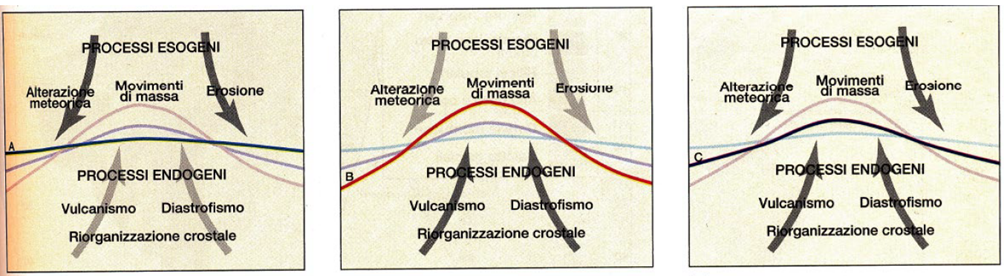 PROCESSI ESOGENI
Alterazione
meteorica
Movimenti
di massa
Erosione
A
PROCESSI ENDOGENI
Vulcanismo
Diastrofismo
Riorganizzazione crostale
PROCESSI ESOGENI
Alterazione
meteorica
Movimenti
di massa
Erosione
B
PROCESSI ENDOGENI
Vulcanismo
Diastrofismo
Riorganizzazione crostale
PROCESSI ESOGENI
Alterazione
meteorica
Movimenti
di massa
Erosione
C
PROCESSI ENDOGENI
Vulcanismo
Diastrofismo
Riorganizzazione crostale